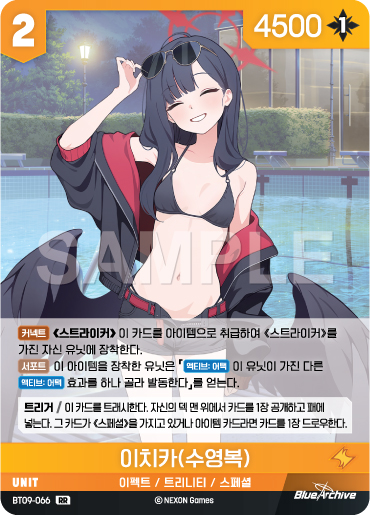 2
4500 1
SAMPLE
커넥트 《스트라이커》 이 카드를 아이템으로 취급하여 《스트라이커》를
가진 자신 유닛에 장착한다.
서포트 이 아이템을 장착한 유닛은 「액티브: 어택 이 유닛이 가진 다른
액티브: 어택 효과를 하나 골라 발동한다」를 얻는다.
트리거 / 이 카드를 트래시한다. 자신의 덱 맨 위에서 카드를 1장 공개하고 패에
넣는다. 그 카드가 《스페셜》을 가지고 있거나 아이템 카드라면 카드를 1장 드로우한다.
이치카(수영복)
UNIT 이팩트 / 트리니티 / 스페셜
BT09-066 RR ⓒ NEXON Games BlueArchive